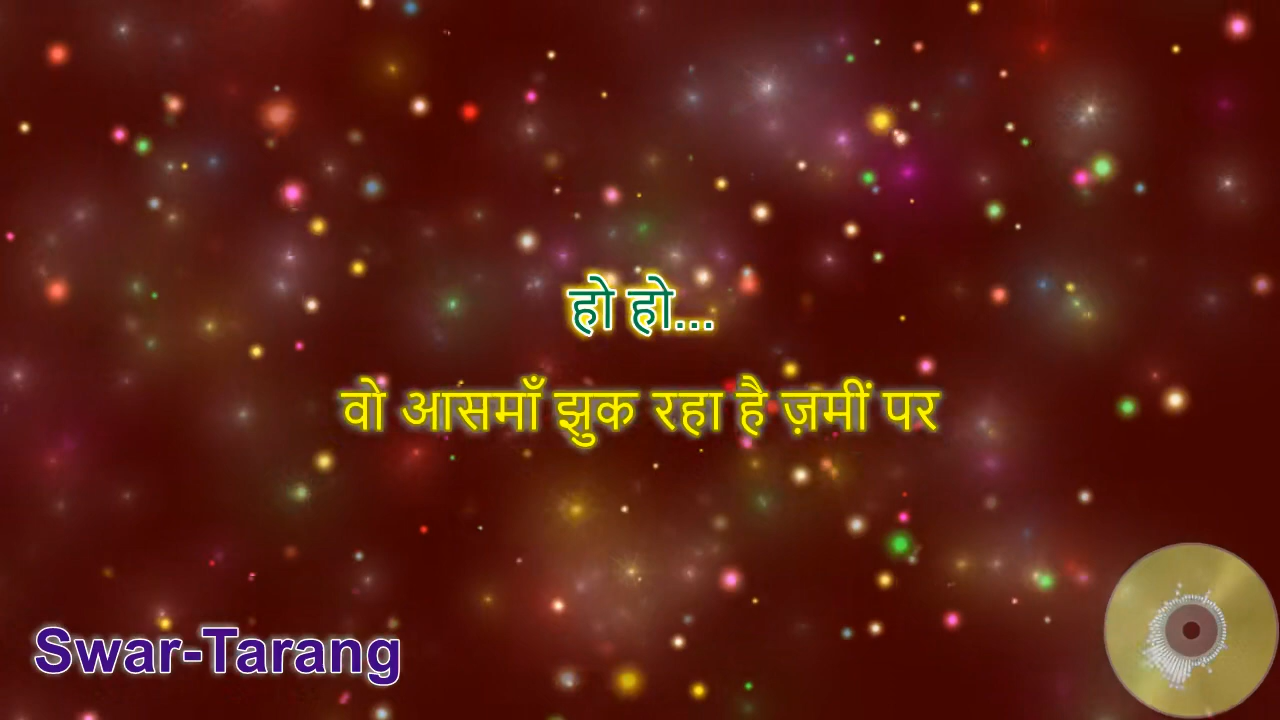 हो हो...
वो आसमाँ झुक रहा है ज़मीं पर
Swar-Tarang